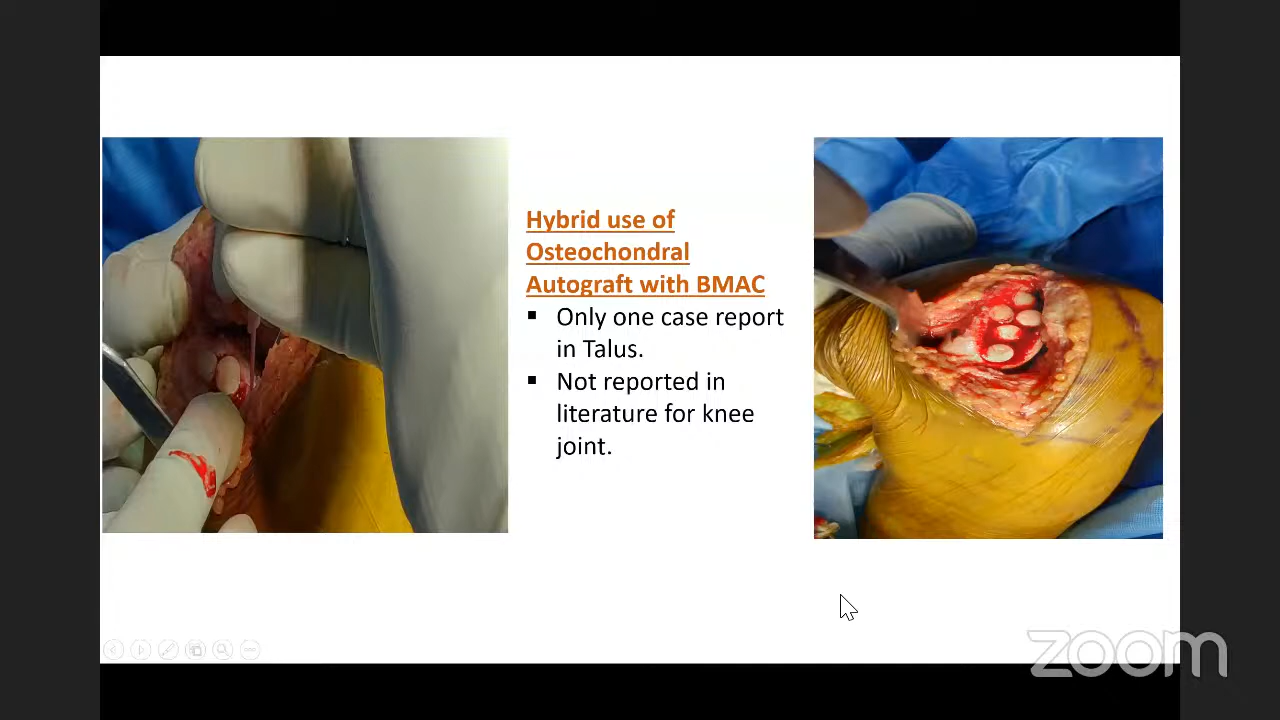 Hybrid use of
Osteochondral
Autograft with BMAC
▪ Only one case report
in Talus.
▪ Not reported in
literature for knee
joint.
zoom